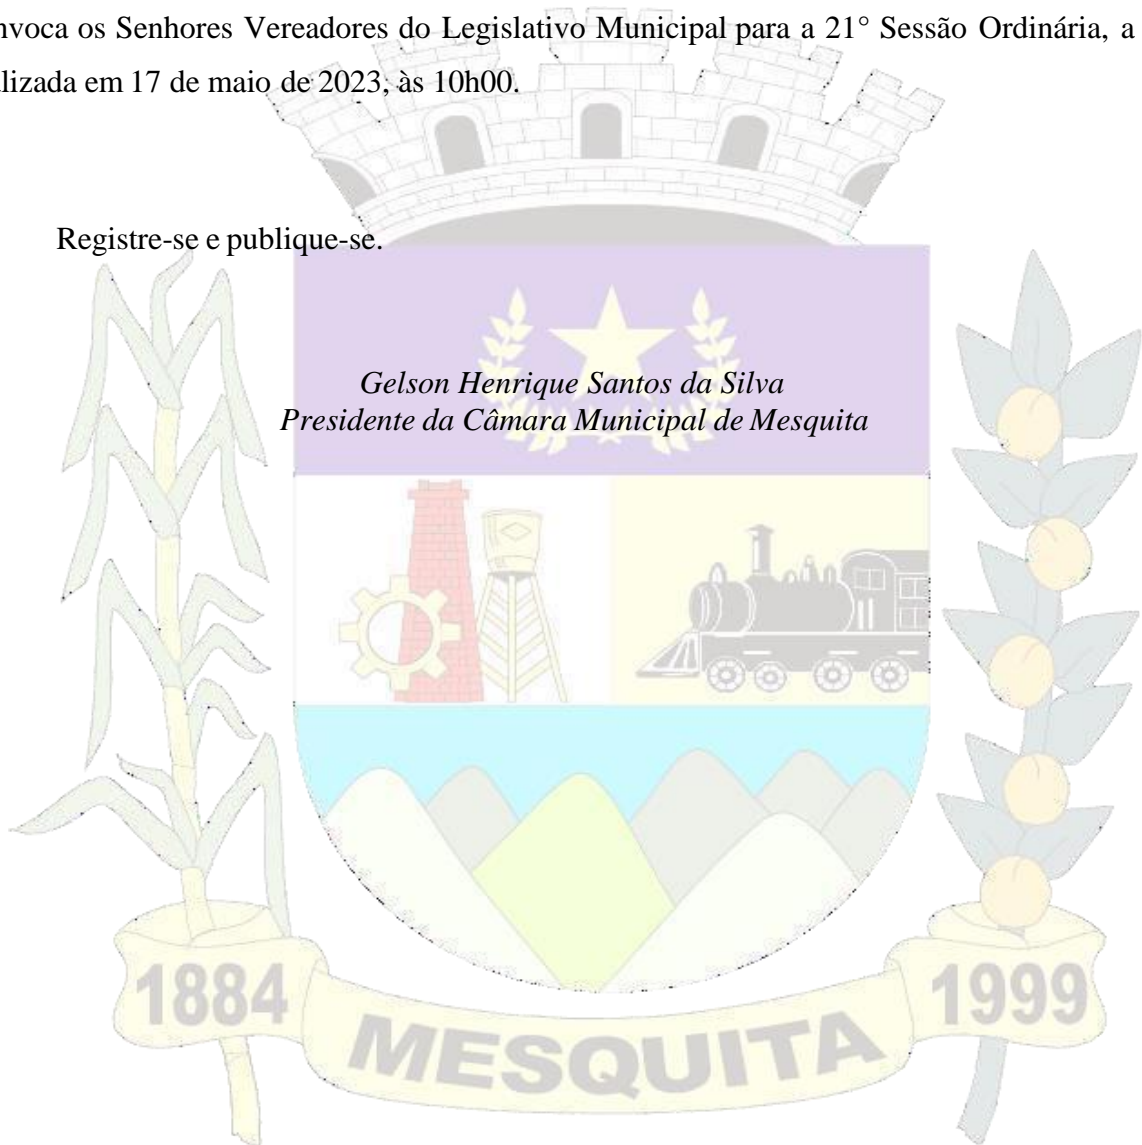 nvoca os Senhores Vereadores do Legislativo Municipal para a 21° Sessão Ordinária, a
lizada em 17 de maio de 2023, às 10h00.
Registre-se e publique-se.
Gelson Henrique Santos da Silva
Presidente da Câmara Municipal de Mesquita
1884
MESQUITA
1999